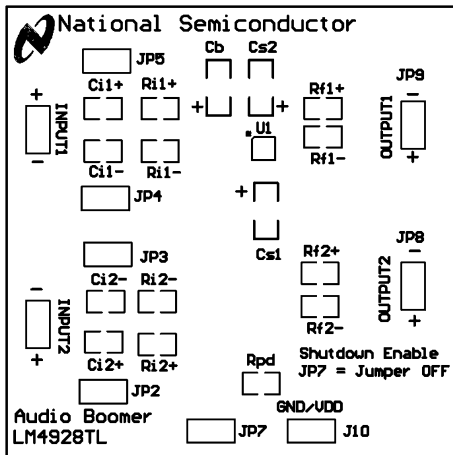 National Semiconductor
Cb Cs2
JP5
Ci1+ Ri1+ Rf1+ JP9
+ + + -
INPUT1 U1 OUTPUT1
- Ci1- Ri1- Rf1- +
JP4
+
JP3 Cs1 Rf2+ JP8
Ci2- Ri2- -
- INPUT2 OUTPUT2
+ Rf2- +
Ci2+ Ri2+
Rpd Shutdown Enable
JP2 JP7 = Jumper OFF
GND/VDD
Audio Boomer
LM4928TL JP7 J10